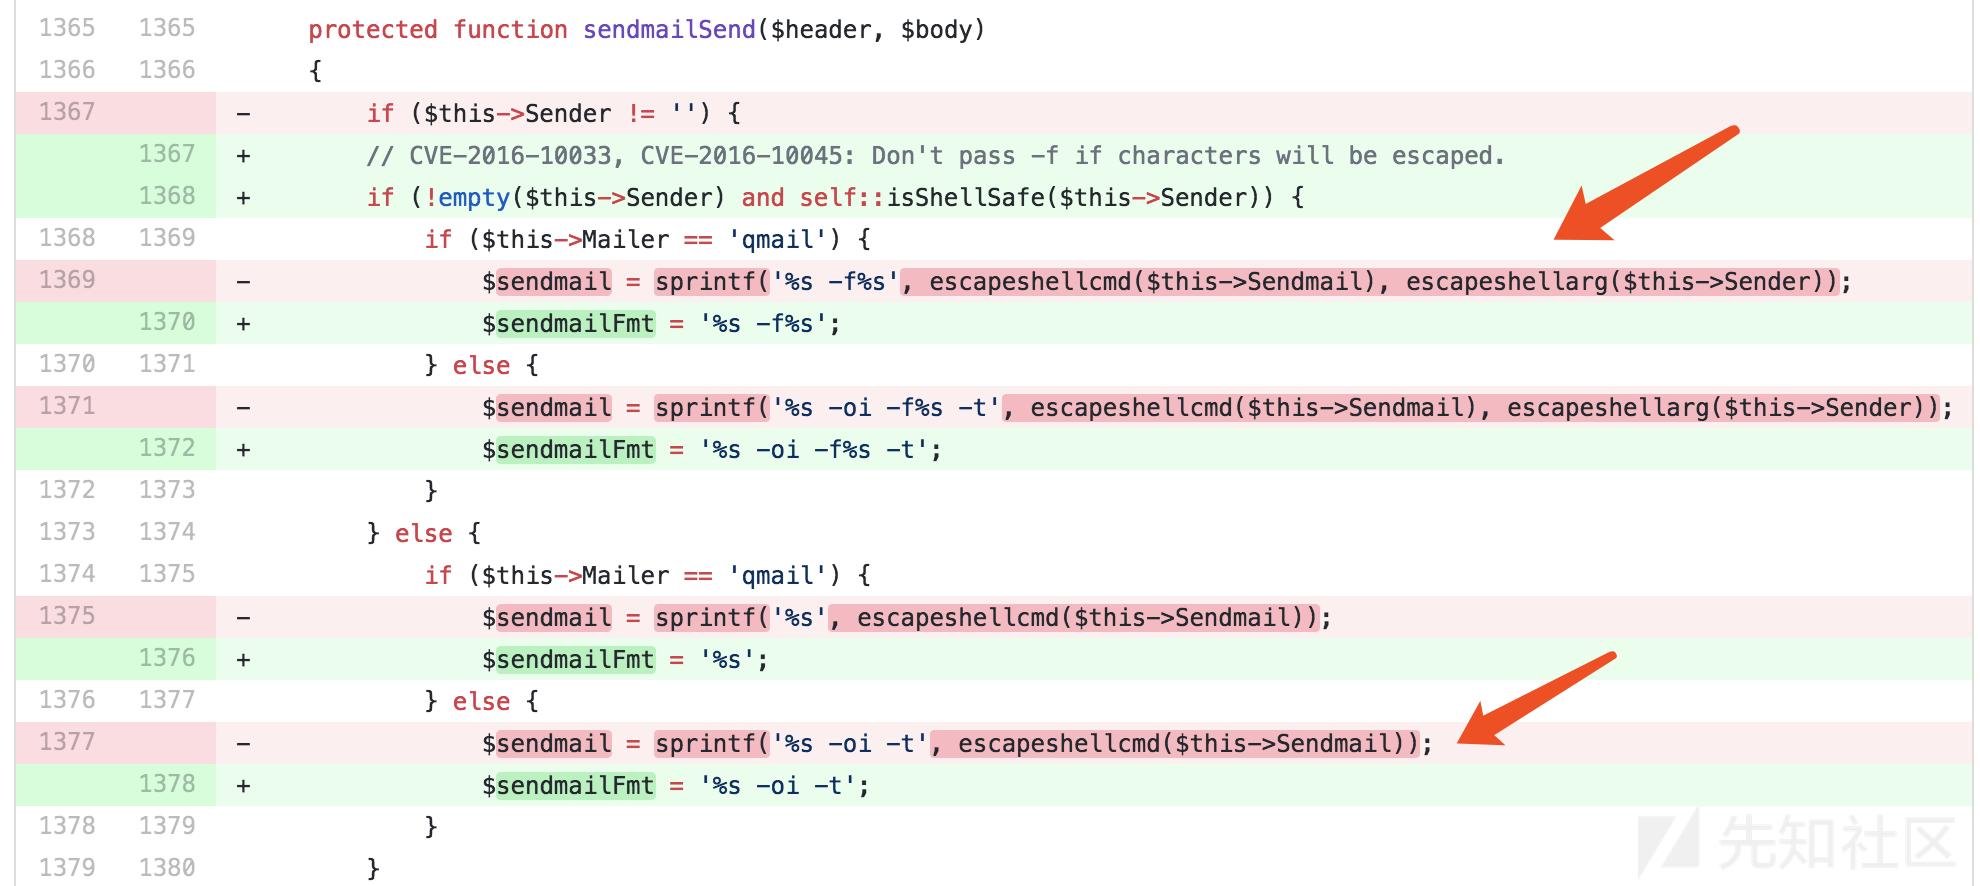 1365 1365 protected function sendmailSend($header, $body)
1366 1366 {
1367 - if ($this->Sender != '') {
1367 + // CVE-2016-10033, CVE-2016-10045: Don't pass -f if characters will be escaped.
1368 + if (!empty($this->Sender) and self::isShellSafe($this->Sender)) {
1368 1369 if ($this->Mailer == 'qmail') {
1369 - $sendmail = sprintf('%s -f%s', escapeshellcmd($this->Sendmail), escapeshellarg($this->Sender));
1370 + $sendmailFmt = '%s -f%s';
1370 1371 } else {
1371 - $sendmail = sprintf('%s -oi -f%s -t', escapeshellcmd($this->Sendmail), escapeshellarg($this->Sender));
1372 + $sendmailFmt = '%s -oi -f%s -t';
1372 1373 }
1373 1374 } else {
1374 1375 if ($this->Mailer == 'qmail') {
1375 - $sendmail = sprintf('%s', escapeshellcmd($this->Sendmail));
1376 + $sendmailFmt = '%s';
1376 1377 } else {
1377 - $sendmail = sprintf('%s -oi -t', escapeshellcmd($this->Sendmail));
1378 + $sendmailFmt = '%s -oi -t';
1378 1379 }
1379 1380 }
先知社区